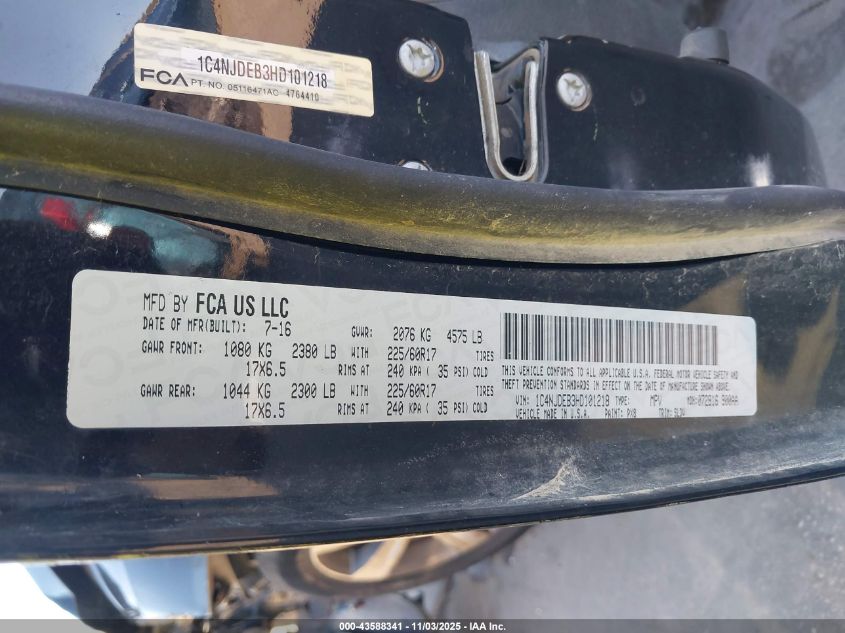 1C4NJDEB3HD101218
FCA PT. NO. 05116471AC 4764410
MFD BY FCA US LLC
DATE OF MFR(BUILT): 7-16 GVWR: 2076 KG 4575 LB
GAWR FRONT: 1080 KG 2380 LB WITH 225/60R17 TIRES
17X6.5 RIMS AT 240 KPA ( 35 PSI) COLD
GAWR REAR: 1044 KG 2300 LB WITH 225/60R17 TIRES
17X6.5 RIMS AT 240 KPA ( 35 PSI) COLD
THIS VEHICLE CONFORMS TO ALL APPLICABLE U.S.A. FEDERAL MOTOR VEHICLE SAFETY AND
THEFT PREVENTION STANDARDS IN EFFECT ON THE DATE OF MANUFACTURE SHOWN ABOVE.
VIN: 1C4NJDEB3HD101218 TYPE: MPV MDH:
VEHICLE MADE IN U.S.A. PAINT: PX8 TRIM:
000-43588341 - 11/03/2025 - IAA Inc.